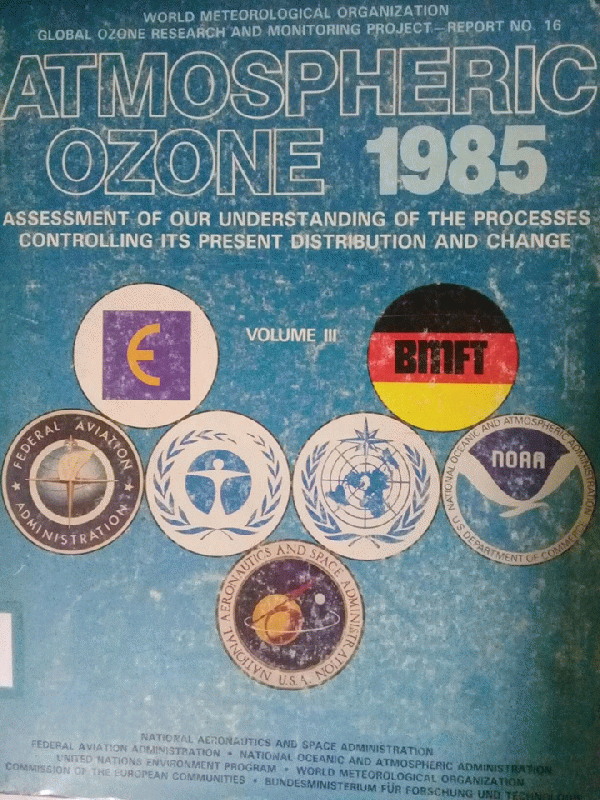 WORLD METEOROLOGICAL ORGANIZATION
GLOBAL OZONE RESEARCH AND MONITORING PROJECT—REPORT NO. 16
ATMOSPHERIC
OZONE 1985
ASSESSMENT OF OUR UNDERSTANDING OF THE PROCESSES
CONTROLLING ITS PRESENT DISTRIBUTION AND CHANGE
VOLUME III
E
BMFT
FEDERAL AVIATION
ADMINISTRATION
NATIONAL OCEANIC AND ATMOSPHERIC ADMINISTRATION
NOAA
U.S. DEPARTMENT OF COMMERCE
NATIONAL AERONAUTICS AND SPACE ADMINISTRATION
U.S.A.
NATIONAL AERONAUTICS AND SPACE ADMINISTRATION
FEDERAL AVIATION ADMINISTRATION • NATIONAL OCEANIC AND ATMOSPHERIC ADMINISTRATION
UNITED NATIONS ENVIRONMENT PROGRAM • WORLD METEOROLOGICAL ORGANIZATION
COMMISSION OF THE EUROPEAN COMMUNITIES • BUNDESMINISTERIUM FÜR FORSCHUNG UND TECHNOLOGIE